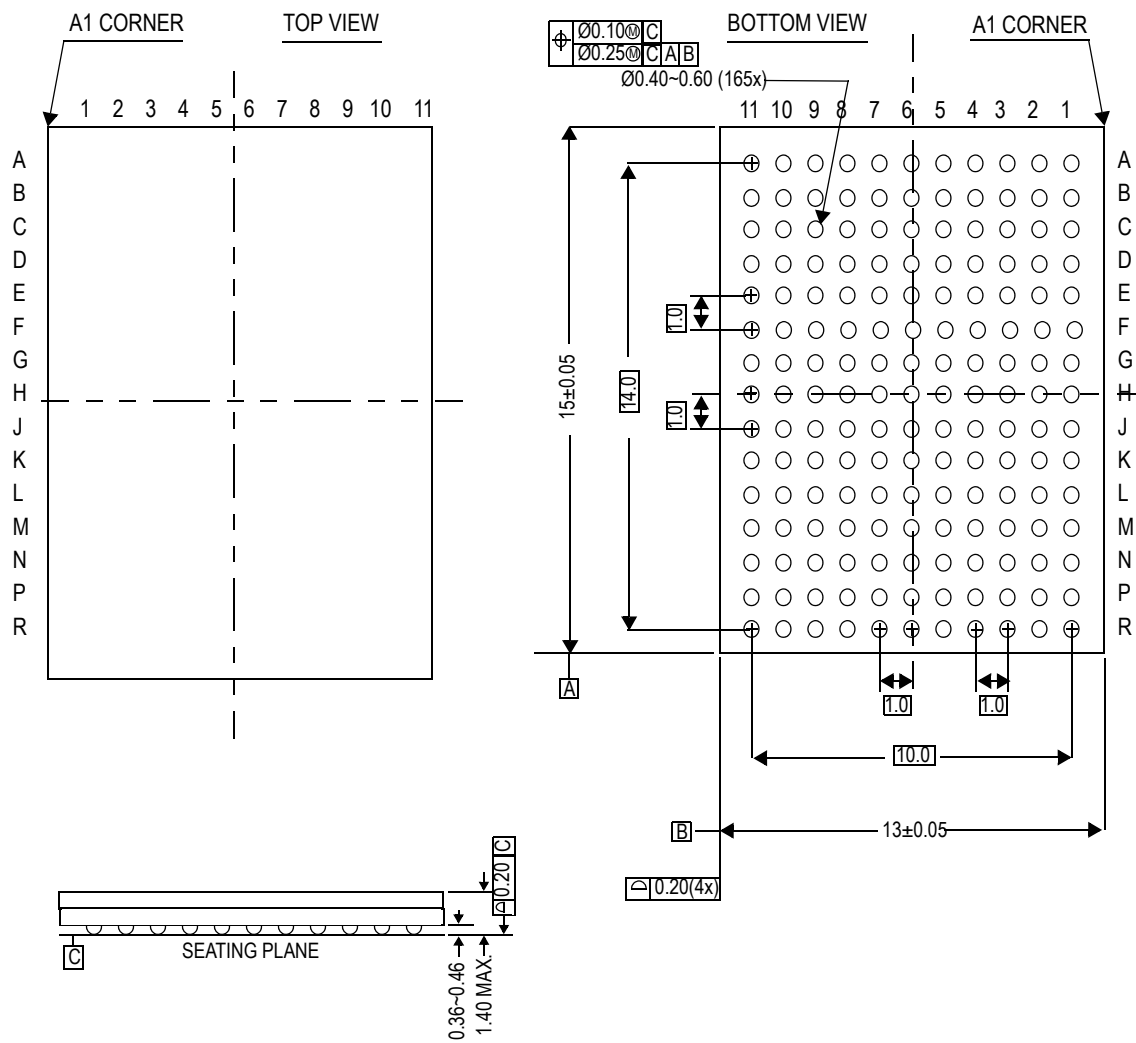 A1 CORNER
TOP VIEW
1 2 3 4 5 6 7 8 9 10 11
A
B
C
D
E
F
G
H
J
K
L
M
N
P
R
BOTTOM VIEW
A1 CORNER
⌖ Ø0.10Ⓜ C
Ø0.25Ⓜ C A B
Ø0.40~0.60 (165x)
11 10 9 8 7 6 5 4 3 2 1
A
B
C
D
E
F
G
H
J
K
L
M
N
P
R
15±0.05
14.0
1.0
1.0
A
1.0
1.0
10.0
B
13±0.05
⌓ 0.20(4x)
⌓ 0.20 C
C
SEATING PLANE
0.36~0.46
1.40 MAX.